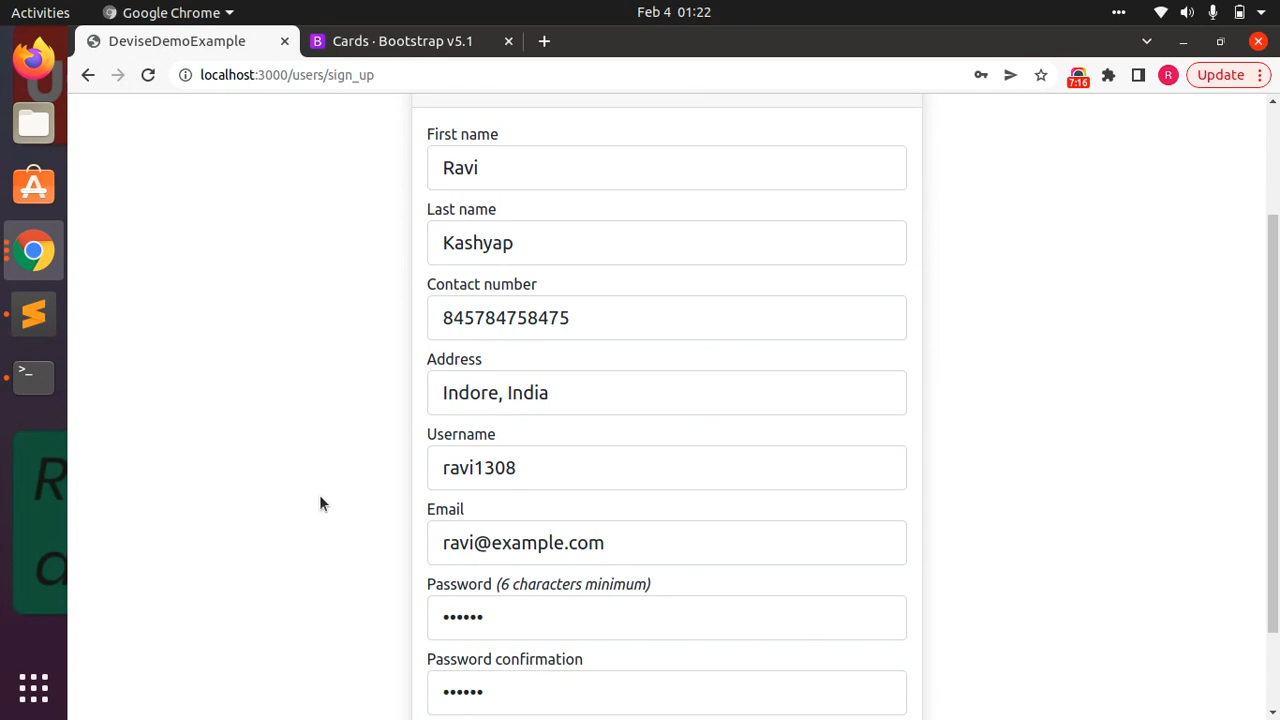 Activities Google Chrome Feb 4 01:22
DeviseDemoExample Cards · Bootstrap v5.1
localhost:3000/users/sign_up 7:16 R Update
First name
Ravi
Last name
Kashyap
Contact number
845784758475
Address
Indore, India
Username
ravi1308
Email
ravi@example.com
Password (6 characters minimum)
••••••
Password confirmation
••••••